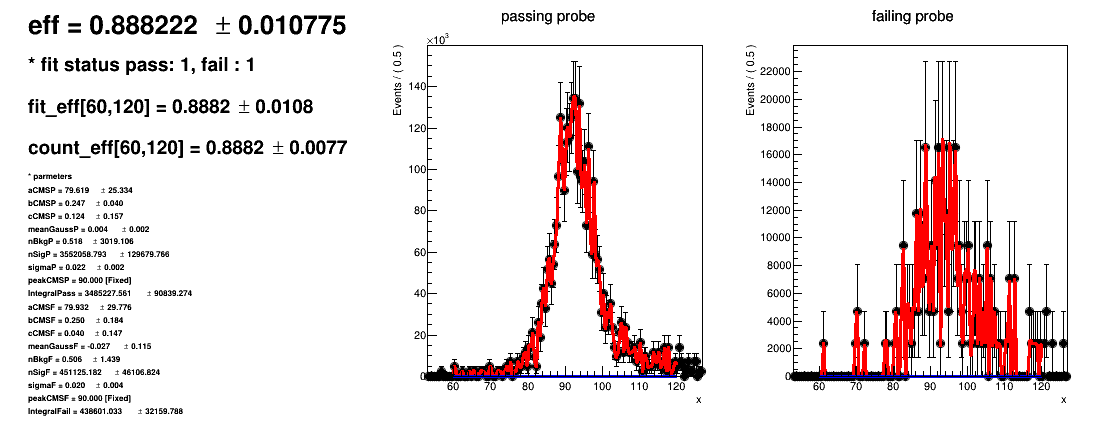 eff = 0.888222 ± 0.010775
* fit status pass: 1, fail : 1
fit_eff[60,120] = 0.8882 ± 0.0108
count_eff[60,120] = 0.8882 ± 0.0077
* parmeters
aCMSP = 79.619 ± 25.334
bCMSP = 0.247 ± 0.040
cCMSP = 0.124 ± 0.157
meanGaussP = 0.004 ± 0.002
nBkgP = 0.518 ± 3019.106
nSigP = 3552058.793 ± 129679.766
sigmaP = 0.022 ± 0.002
peakCMSP = 90.000 [Fixed]
IntegralPass = 3485227.561 ± 90839.274
aCMSF = 79.932 ± 29.776
bCMSF = 0.250 ± 0.184
cCMSF = 0.040 ± 0.147
meanGaussF = -0.027 ± 0.115
nBkgF = 0.506 ± 1.439
nSigF = 451125.182 ± 46106.824
sigmaF = 0.020 ± 0.004
peakCMSF = 90.000 [Fixed]
IntegralFail = 438601.033 ± 32159.788
passing probe
×10³
Events / ( 0.5 )
140
120
100
80
60
40
20
0
60 70 80 90 100 110 120
x
failing probe
Events / ( 0.5 )
22000
20000
18000
16000
14000
12000
10000
8000
6000
4000
2000
0
60 70 80 90 100 110 120
x